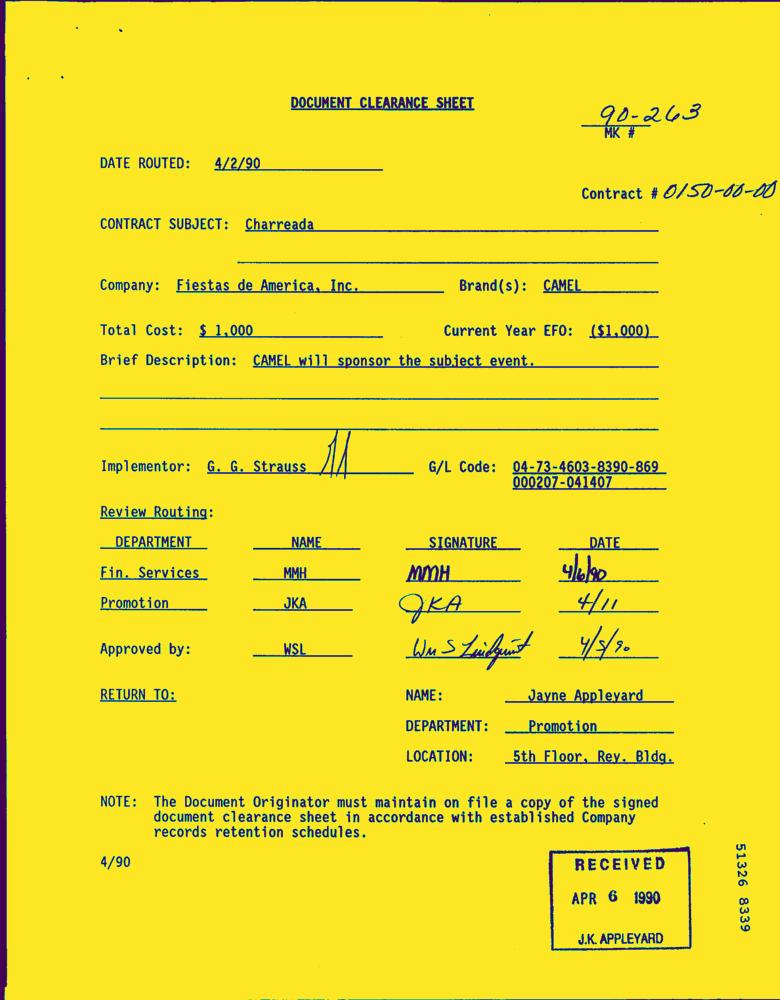 DOCUMENT CLEARANCE SHEET
90-263
MK #
DATE ROUTED: 4/2/90
Contract # 0150-00-00
CONTRACT SUBJECT: Charreada
Company: Fiestas de America, Inc. Brand(s): CAMEL
Total Cost: $ 1,000 Current Year EFO: ($1,000)
Brief Description: CAMEL will sponsor the subject event.
Implementor: G. G. Strauss G/L Code: 04-73-4603-8390-869
000207-041407
Review Routing:
DEPARTMENT NAME SIGNATURE DATE
Fin. Services MMH MMH 4/6/90
Promotion JKA JKA 4/11
Approved by: WSL Wm S Lindquist 4/5/90
RETURN TO: NAME: Jayne Appleyard
DEPARTMENT: Promotion
LOCATION: 5th Floor, Rey. Bldg.
NOTE: The Document Originator must maintain on file a copy of the signed
document clearance sheet in accordance with established Company
records retention schedules.
4/90
RECEIVED
APR 6 1990
J.K. APPLEYARD
51326 8339